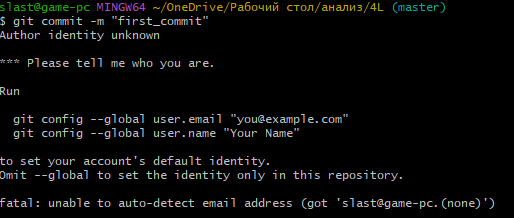 slast@game-pc MINGW64 ~/OneDrive/Рабочий стол/анализ/4L (master)
$ git commit -m "first_commit"
Author identity unknown
*** Please tell me who you are.
Run
git config --global user.email "you@example.com"
git config --global user.name "Your Name"
to set your account's default identity.
Omit --global to set the identity only in this repository.
fatal: unable to auto-detect email address (got 'slast@game-pc.(none)')